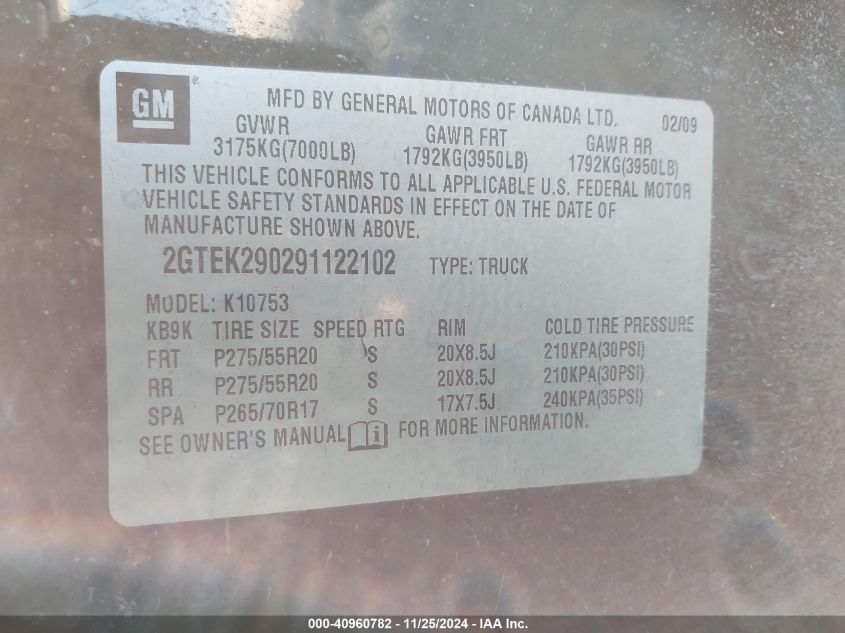 GM ®
MFD BY GENERAL MOTORS OF CANADA LTD. 02/09
GVWR GAWR FRT GAWR RR
3175KG(7000LB) 1792KG(3950LB) 1792KG(3950LB)
THIS VEHICLE CONFORMS TO ALL APPLICABLE U.S. FEDERAL MOTOR
VEHICLE SAFETY STANDARDS IN EFFECT ON THE DATE OF
MANUFACTURE SHOWN ABOVE.
2GTEK290291122102 TYPE: TRUCK
MODEL: K10753
KB9K TIRE SIZE SPEED RTG RIM COLD TIRE PRESSURE
FRT P275/55R20 S 20X8.5J 210KPA(30PSI)
RR P275/55R20 S 20X8.5J 210KPA(30PSI)
SPA P265/70R17 S 17X7.5J 240KPA(35PSI)
SEE OWNER'S MANUAL i FOR MORE INFORMATION.
000-40960782 - 11/25/2024 - IAA Inc.